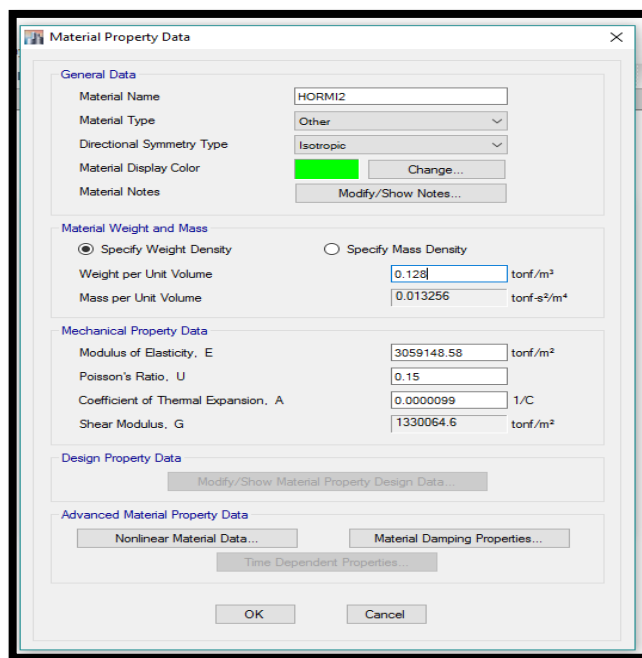 Material Property Data
General Data
Material Name HORMI2
Material Type Other
Directional Symmetry Type Isotropic
Material Display Color Change...
Material Notes Modify/Show Notes...
Material Weight and Mass
Specify Weight Density Specify Mass Density
Weight per Unit Volume 0.128 tonf/m³
Mass per Unit Volume 0.013256 tonf-s²/m⁴
Mechanical Property Data
Modulus of Elasticity, E 3059148.58 tonf/m²
Poisson's Ratio, U 0.15
Coefficient of Thermal Expansion, A 0.0000099 1/C
Shear Modulus, G 1330064.6 tonf/m²
Design Property Data
Modify/Show Material Property Design Data...
Advanced Material Property Data
Nonlinear Material Data... Material Damping Properties...
Time Dependent Properties...
OK Cancel